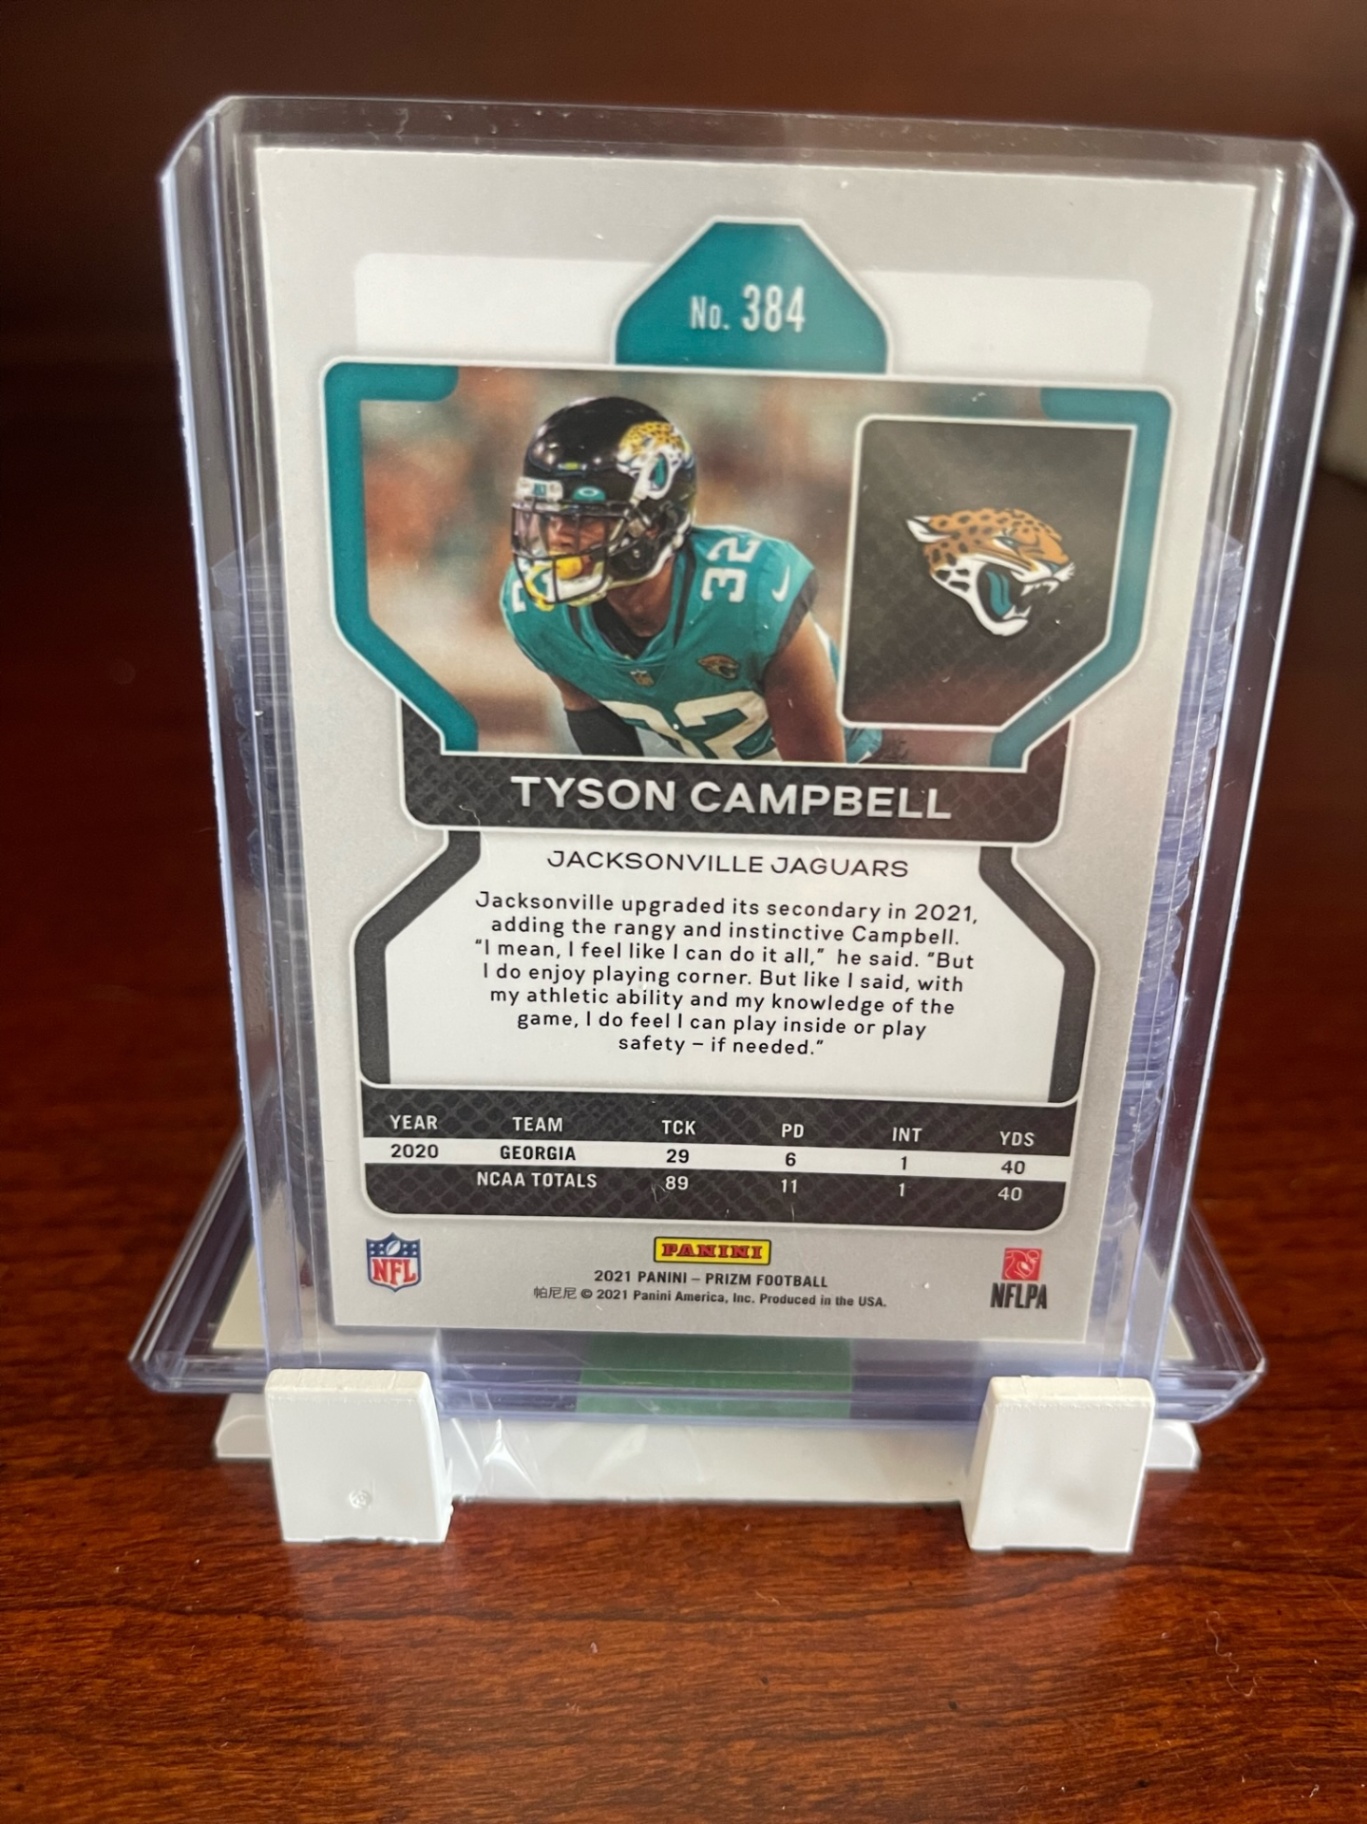 No. 384
32
32
TYSON CAMPBELL
JACKSONVILLE JAGUARS
Jacksonville upgraded its secondary in 2021,
adding the rangy and instinctive Campbell.
"I mean, I feel like I can do it all," he said. "But
I do enjoy playing corner. But like I said, with
my athletic ability and my knowledge of the
game, I do feel I can play inside or play
safety – if needed."
YEAR TEAM TCK PD INT YDS
2020 GEORGIA 29 6 1 40
NCAA TOTALS 89 11 1 40
NFL
PANINI
2021 PANINI – PRIZM FOOTBALL
帕尼尼 © 2021 Panini America, Inc. Produced in the USA.
NFLPA